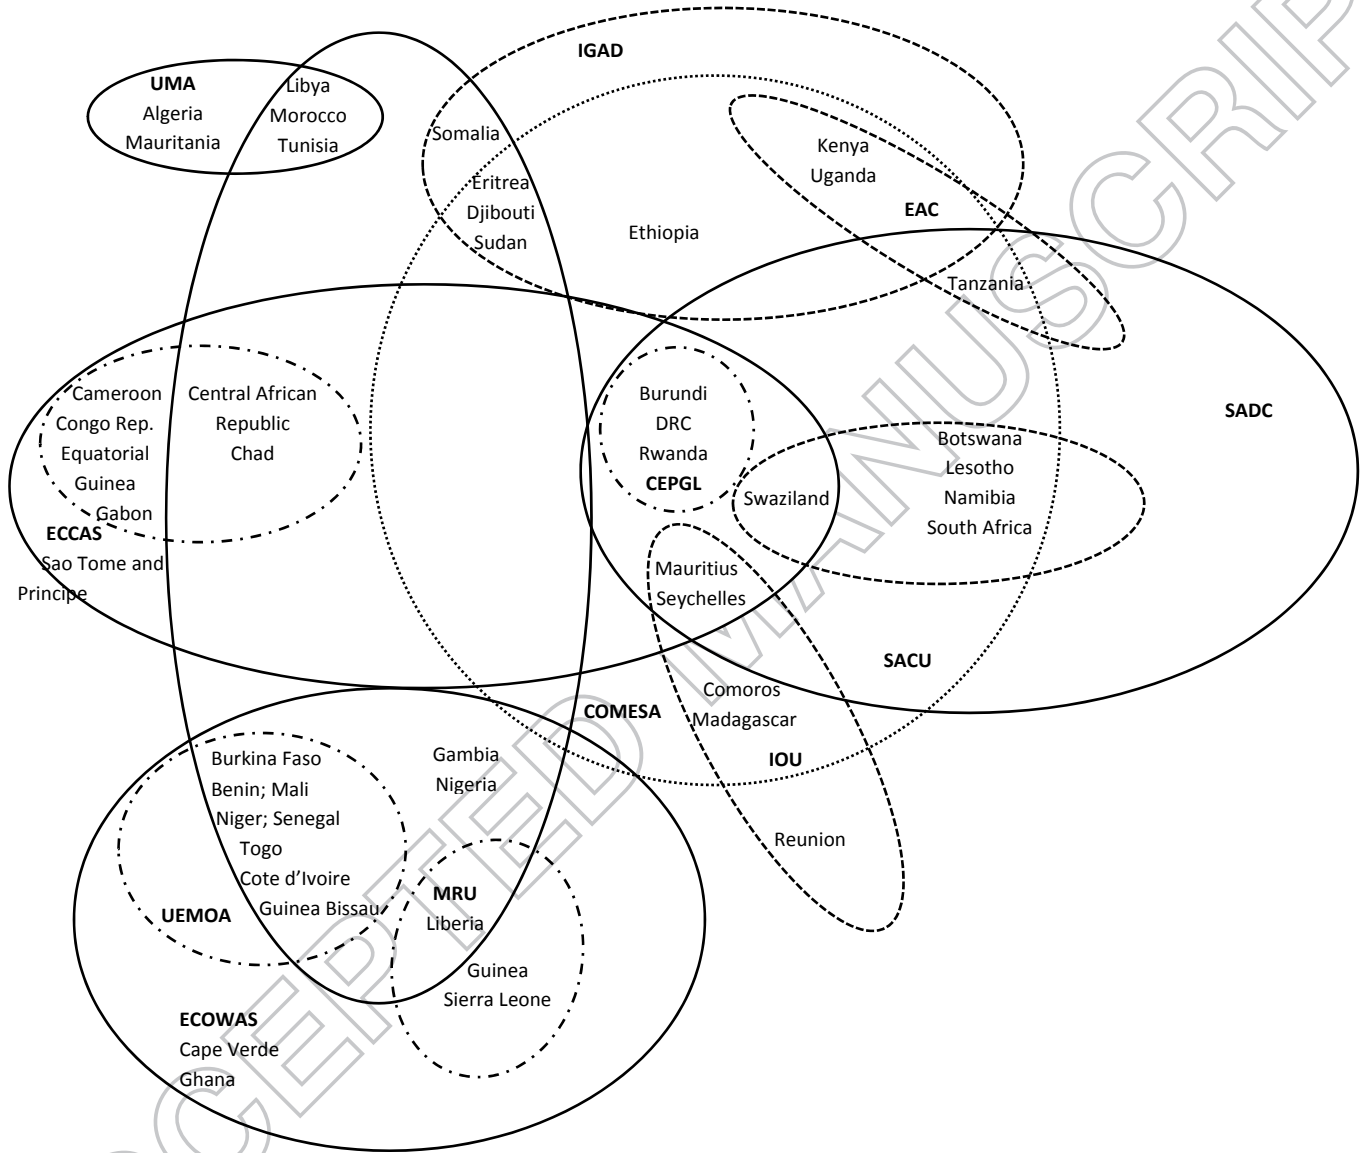 IGAD
UMA
Algeria
Mauritania
Libya
Morocco
Tunisia
Somalia
Eritrea
Djibouti
Sudan
Ethiopia
Kenya
Uganda
EAC
Tanzania
SADC
Cameroon
Congo Rep.
Equatorial
Guinea
Gabon
ECCAS
Sao Tome and
Principe
Central African
Republic
Chad
Burundi
DRC
Rwanda
CEPGL
Swaziland
Botswana
Lesotho
Namibia
South Africa
Mauritius
Seychelles
SACU
COMESA
Comoros
Madagascar
IOU
Reunion
Burkina Faso
Benin; Mali
Niger; Senegal
Togo
Cote d'Ivoire
Guinea Bissau
UEMOA
Gambia
Nigeria
MRU
Liberia
Guinea
Sierra Leone
ECOWAS
Cape Verde
Ghana
CCEPTED MANUSCRIP